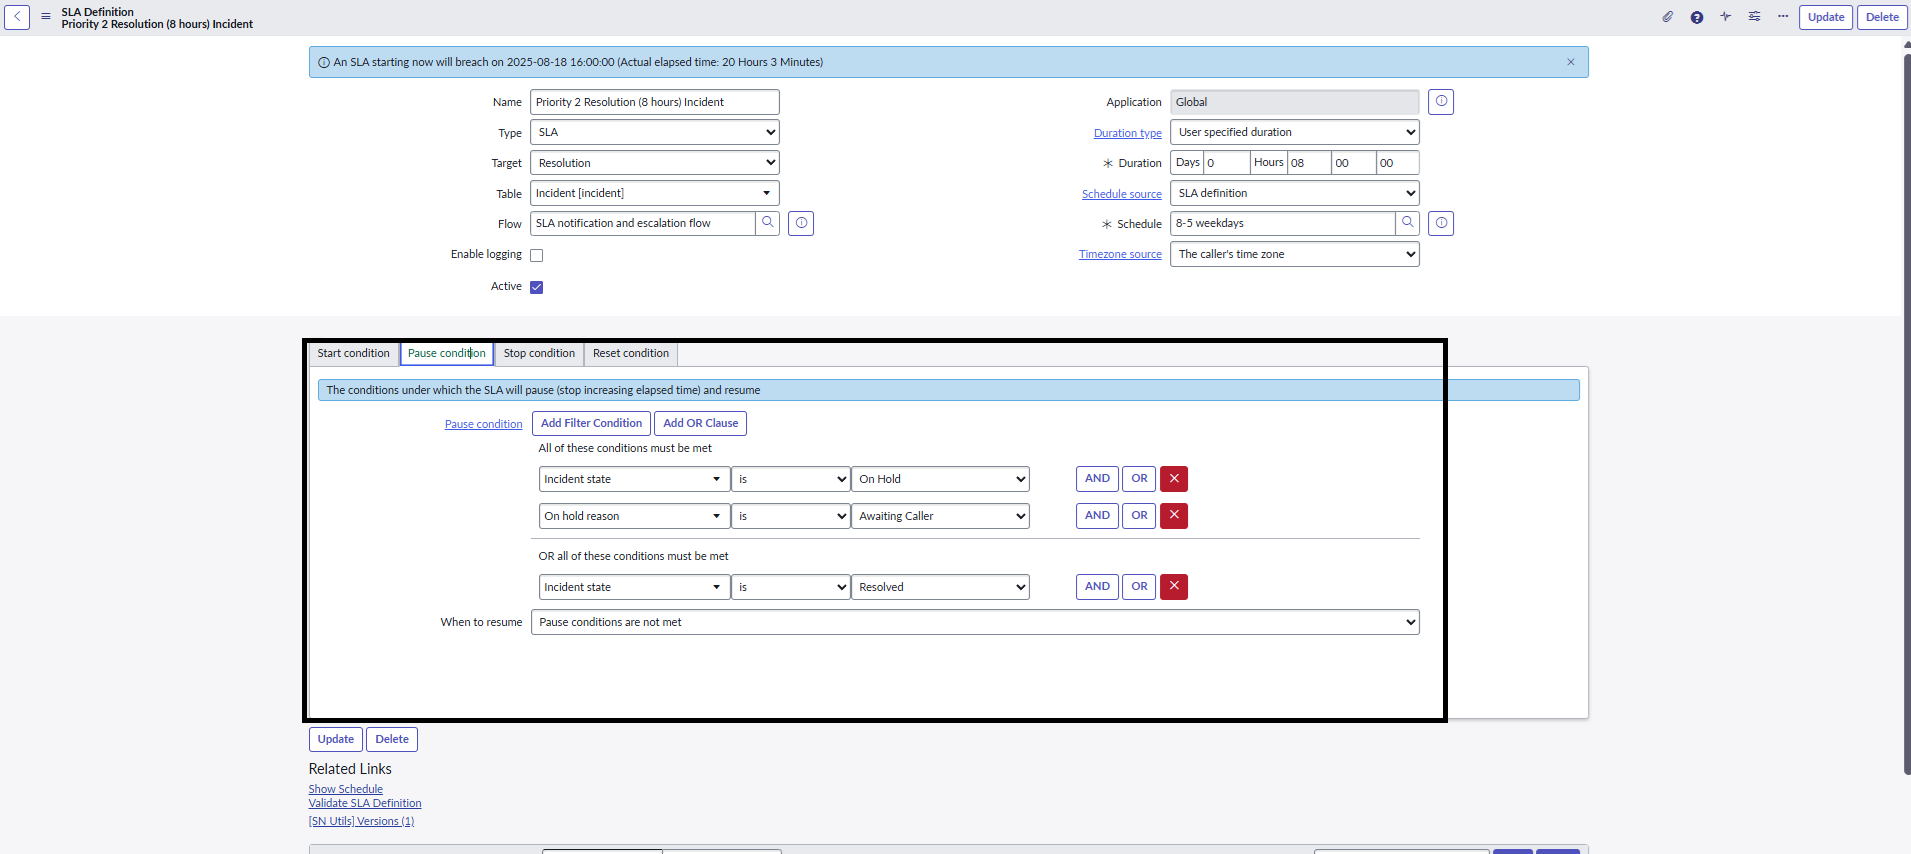 SLA Definition
Priority 2 Resolution (8 hours) Incident
Update
Delete
An SLA starting now will breach on 2025-08-18 16:00:00 (Actual elapsed time: 20 Hours 3 Minutes)
Name Priority 2 Resolution (8 hours) Incident
Application Global
Type SLA
Duration type User specified duration
Target Resolution
Duration Days 0 Hours 08 00 00
Table Incident [incident]
Schedule source SLA definition
Flow SLA notification and escalation flow
Schedule 8-5 weekdays
Enable logging
Timezone source The caller's time zone
Active
Start condition Pause condition Stop condition Reset condition
The conditions under which the SLA will pause (stop increasing elapsed time) and resume
Pause condition Add Filter Condition Add OR Clause
All of these conditions must be met
Incident state is On Hold AND OR
On hold reason is Awaiting Caller AND OR
OR all of these conditions must be met
Incident state is Resolved AND OR
When to resume Pause conditions are not met
Update Delete
Related Links
Show Schedule
Validate SLA Definition
[SN Utils] Versions (1)